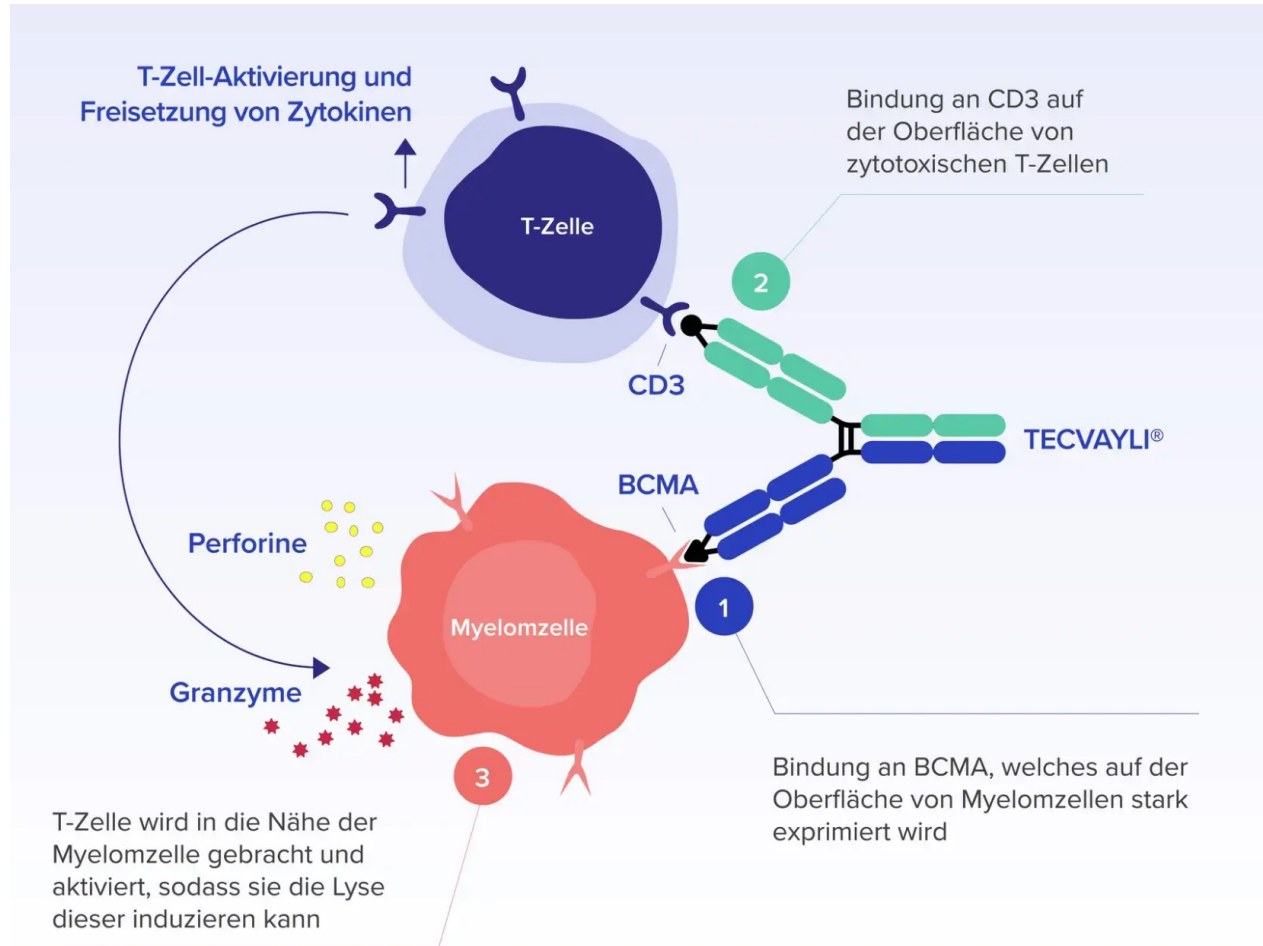 T-Zell-Aktivierung und
Freisetzung von Zytokinen
Bindung an CD3 auf
der Oberfläche von
zytotoxischen T-Zellen
T-Zelle
2
CD3
TECVAYLI®
BCMA
Perforine
Myelomzelle
1
Granzyme
3
Bindung an BCMA, welches auf der
Oberfläche von Myelomzellen stark
exprimiert wird
T-Zelle wird in die Nähe der
Myelomzelle gebracht und
aktiviert, sodass sie die Lyse
dieser induzieren kann